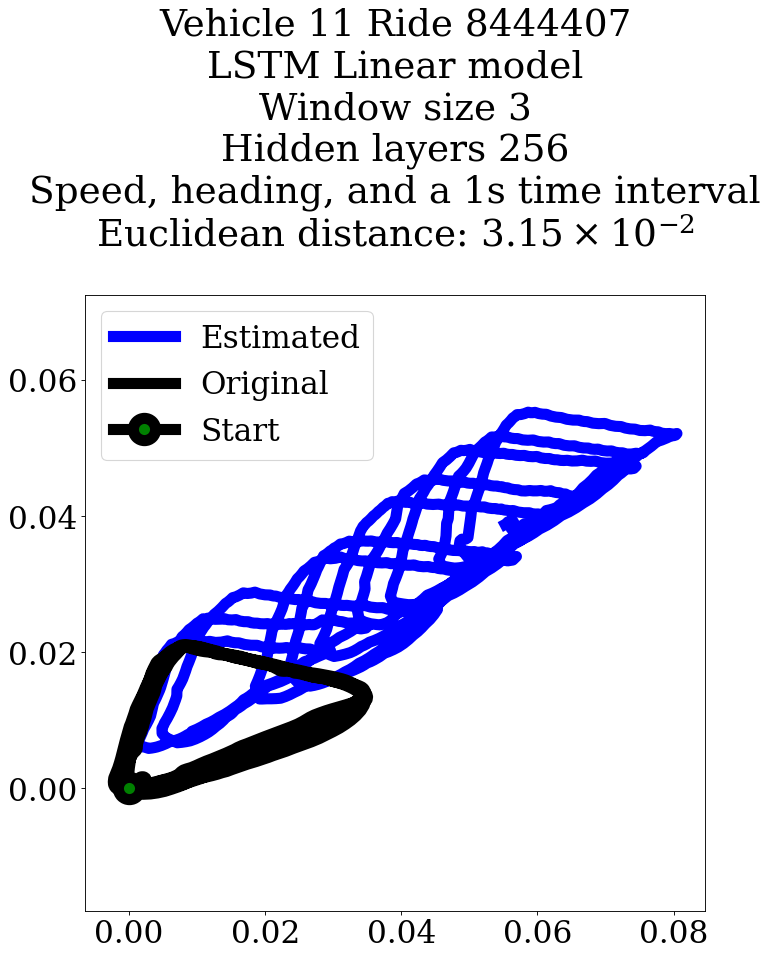 Vehicle 11 Ride 8444407
LSTM Linear model
Window size 3
Hidden layers 256
Speed, heading, and a 1s time interval
Euclidean distance: 3.15 × 10⁻²
Estimated
Original
Start
0.06
0.04
0.02
0.00
0.00 0.02 0.04 0.06 0.08